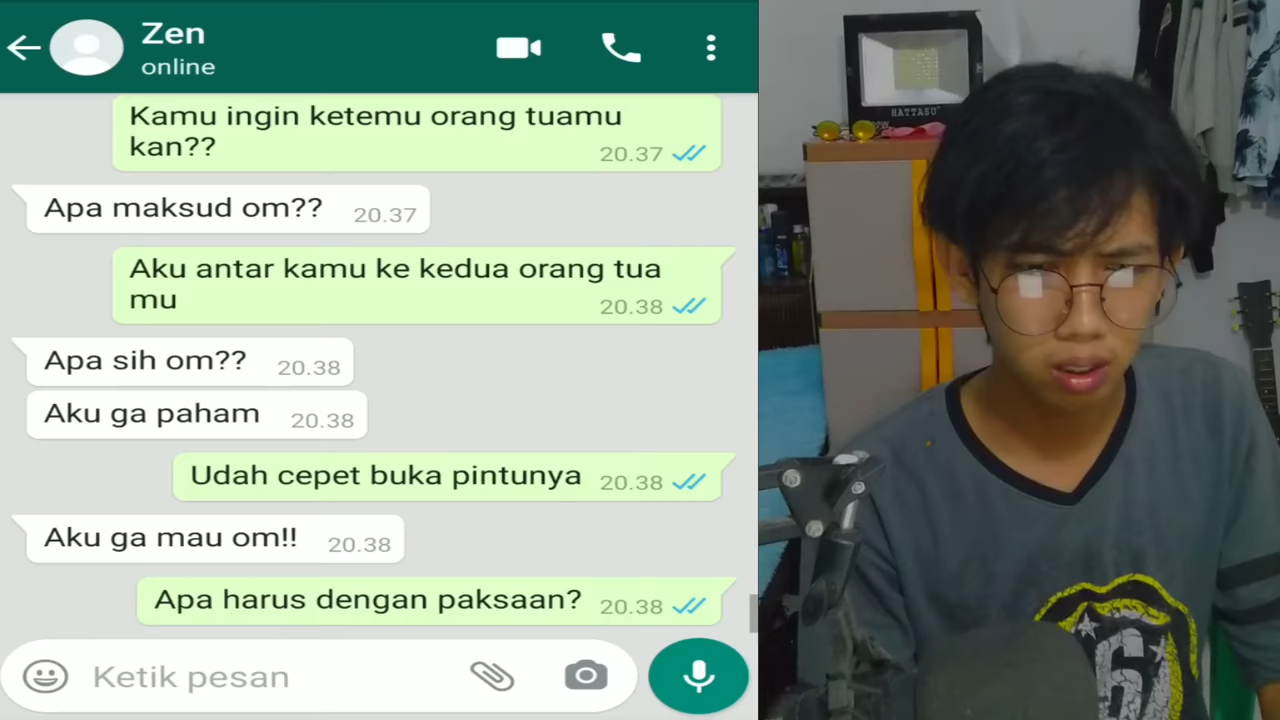 Zen
online
Kamu ingin ketemu orang tuamu
kan??
20.37
Apa maksud om??
20.37
Aku antar kamu ke kedua orang tua
mu
20.38
Apa sih om??
20.38
Aku ga paham
20.38
Udah cepet buka pintunya
20.38
Aku ga mau om!!
20.38
Apa harus dengan paksaan?
20.38
Ketik pesan
HATTASU